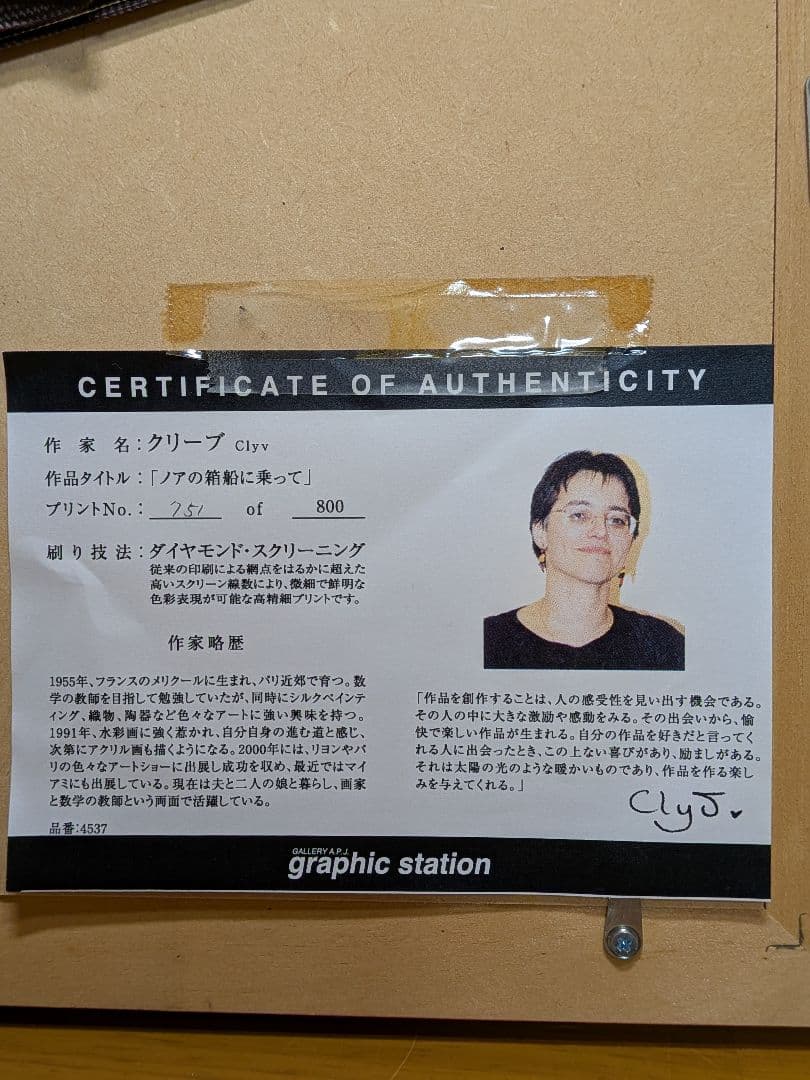 CERTIFICATE OF AUTHENTICITY
作家名：クリーブ Clyv
作品タイトル：「ノアの箱船に乗って」
プリントNo.：751 of 800
刷り技法：ダイヤモンド・スクリーニング
従来の印刷による網点をはるかに超えた
高いスクリーン線数により、微細で鮮明な
色彩表現が可能な高精細プリントです。
作家略歴
1955年、フランスのメリクールに生まれ、パリ近郊で育つ。数
学の教師を目指して勉強していたが、同時にシルクペインテ
ィング、織物、陶器など色々なアートに強い興味を持つ。
1991年、水彩画に強く惹かれ、自分自身の進む道と感じ、
次第にアクリル画も描くようになる。2000年には、リヨンやパ
リの色々なアートショーに出展し成功を収め、最近ではマイ
アミにも出展している。現在は夫と二人の娘と暮らし、画家
と数学の教師という両面で活躍している。
品番：4537
「作品を創作することは、人の感受性を見い出す機会である。
その人の中に大きな激励や感動をみる。その出会いから、愉
快で楽しい作品が生まれる。自分の作品を好きだと言ってく
れる人に出会ったとき、この上ない喜びがあり、励ましがある。
それは太陽の光のような暖かいものであり、作品を作る楽し
みを与えてくれる。」
Clyv
GALLERY A.P.J.
graphic station